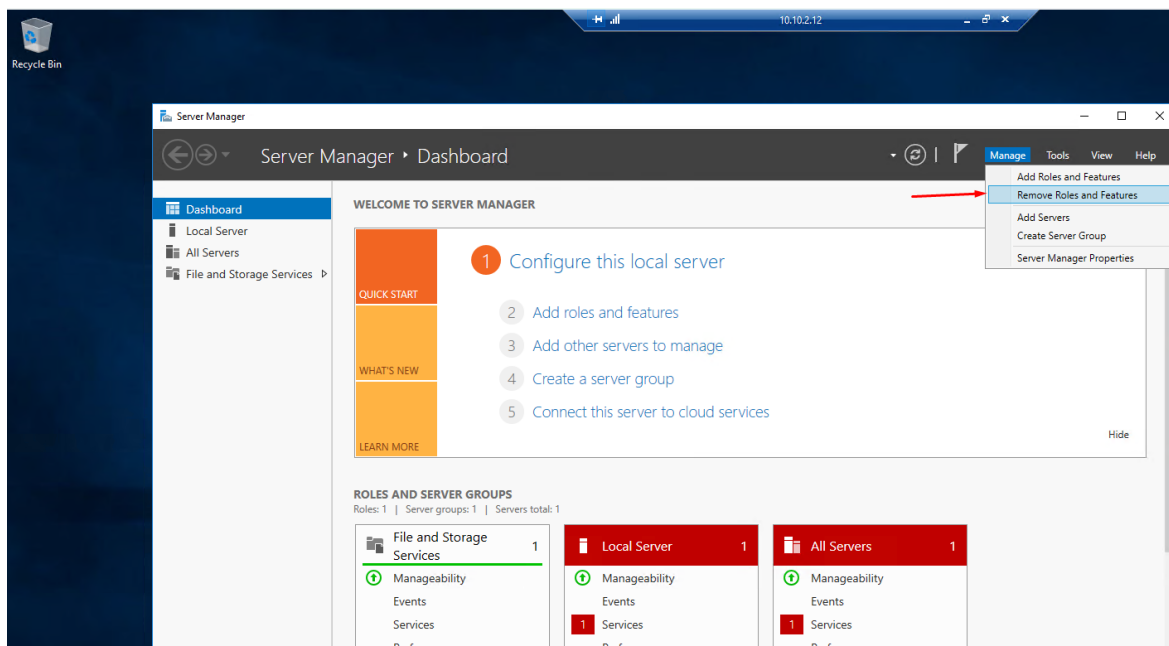 10.10.2.12
Recycle Bin
Server Manager
Server Manager • Dashboard
Manage Tools View Help
Add Roles and Features
Remove Roles and Features
Add Servers
Create Server Group
Server Manager Properties
Dashboard
Local Server
All Servers
File and Storage Services
WELCOME TO SERVER MANAGER
QUICK START
WHAT'S NEW
LEARN MORE
1 Configure this local server
2 Add roles and features
3 Add other servers to manage
4 Create a server group
5 Connect this server to cloud services
Hide
ROLES AND SERVER GROUPS
Roles: 1 | Server groups: 1 | Servers total: 1
File and Storage
Services 1
Manageability
Events
Services
Local Server 1
Manageability
Events
1 Services
All Servers 1
Manageability
Events
1 Services